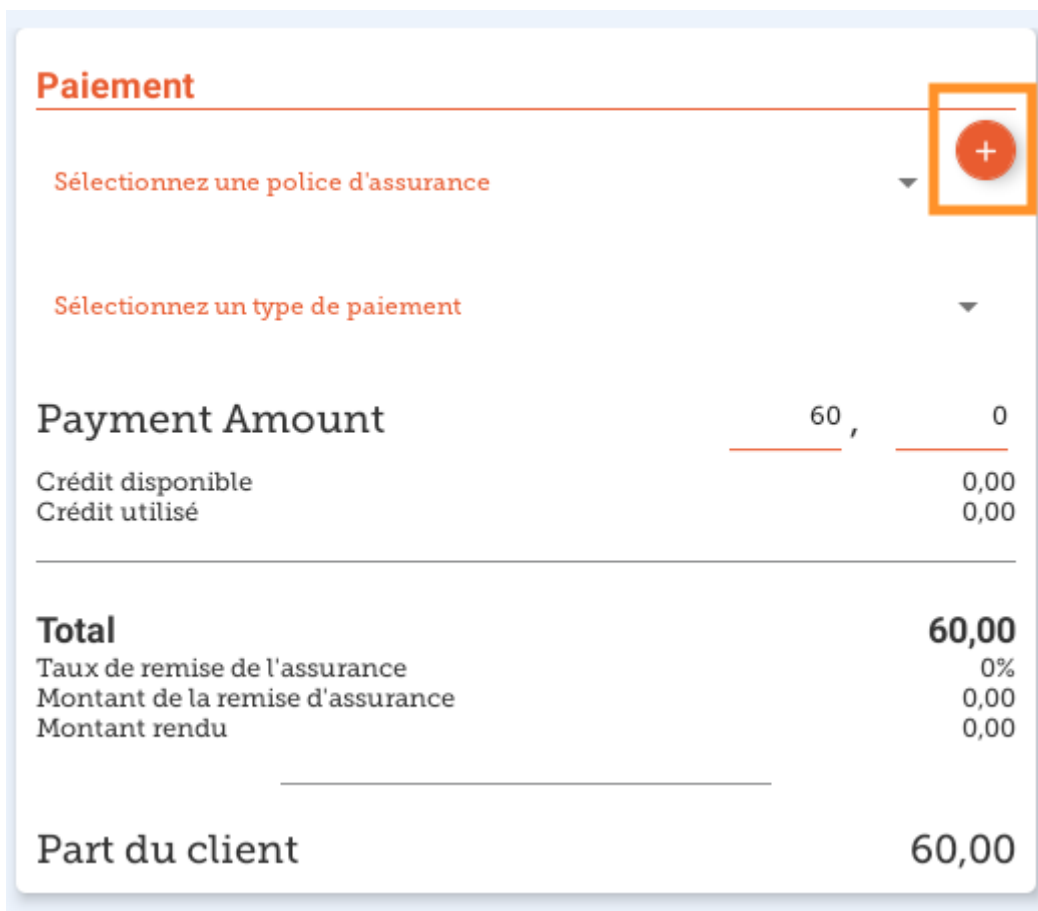 Paiement
+
Sélectionnez une police d'assurance
Sélectionnez un type de paiement
Payment Amount 60 , 0
Crédit disponible 0,00
Crédit utilisé 0,00
Total 60,00
Taux de remise de l'assurance 0%
Montant de la remise d'assurance 0,00
Montant rendu 0,00
Part du client 60,00